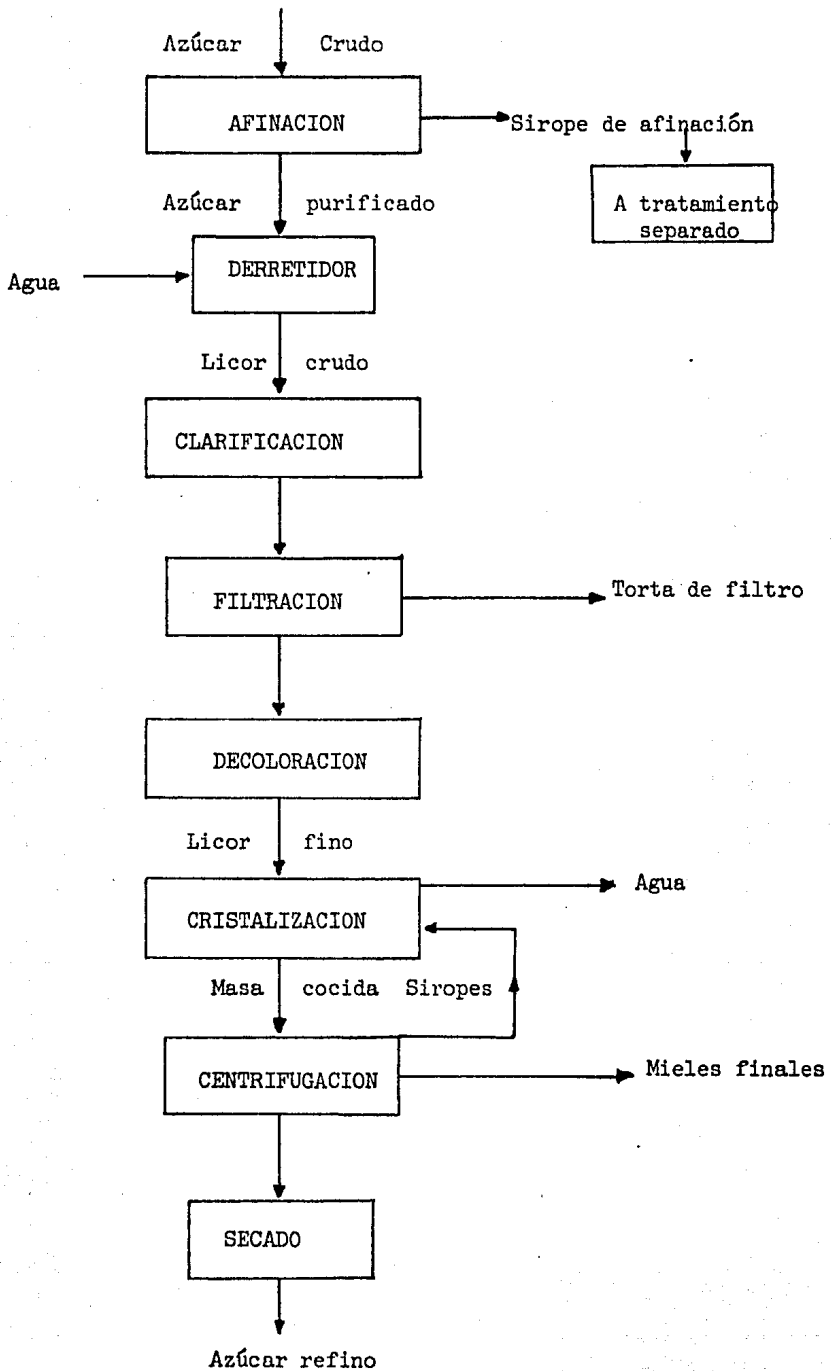 Azúcar Crudo
AFINACION
Sirope de afinación
A tratamiento
separado
Azúcar purificado
DERRETIDOR
Agua
Licor crudo
CLARIFICACION
FILTRACION
Torta de filtro
DECOLORACION
Licor fino
CRISTALIZACION
Agua
Masa cocida Siropes
CENTRIFUGACION
Mieles finales
SECADO
Azúcar refino